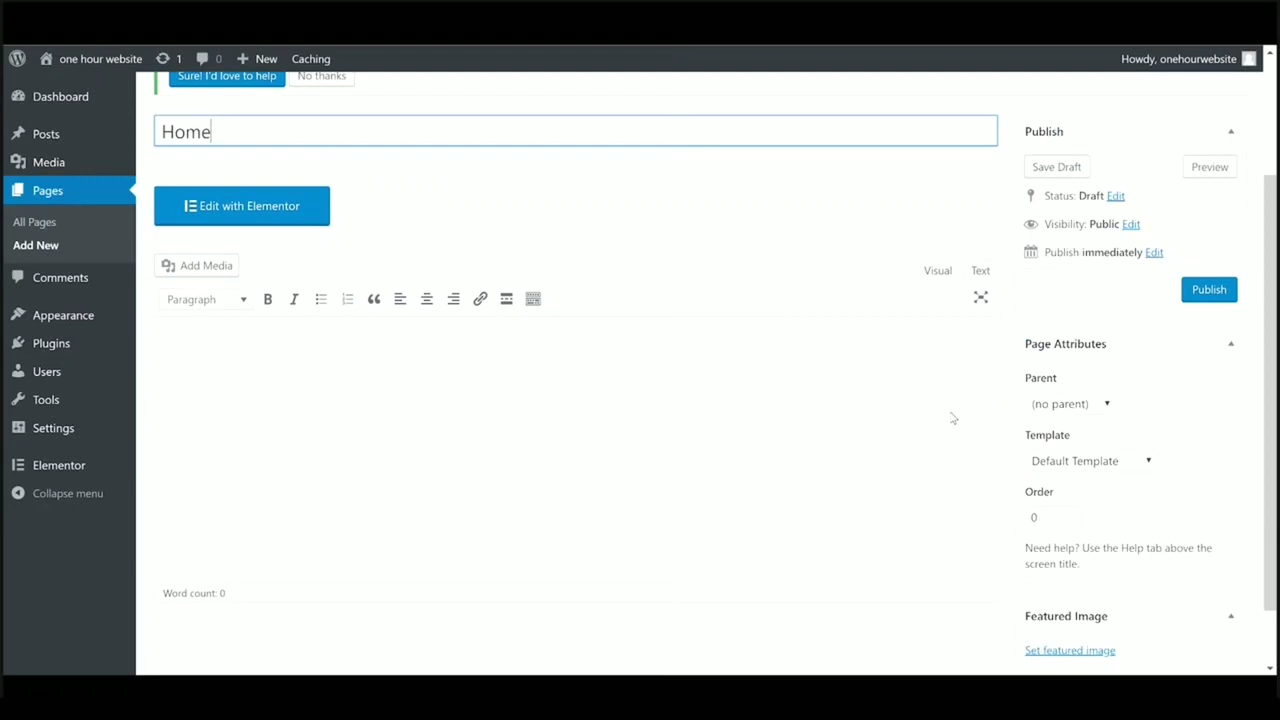 one hour website 1 0 New Caching Howdy, onehourwebsite
Sure! I'd love to help No thanks
Dashboard
Posts
Media
Pages
All Pages
Add New
Comments
Appearance
Plugins
Users
Tools
Settings
Elementor
Collapse menu
Home
Edit with Elementor
Add Media
Visual Text
Paragraph B I
Word count: 0
Publish
Save Draft Preview
Status: Draft Edit
Visibility: Public Edit
Publish immediately Edit
Publish
Page Attributes
Parent
(no parent)
Template
Default Template
Order
0
Need help? Use the Help tab above the
screen title.
Featured Image
Set featured image